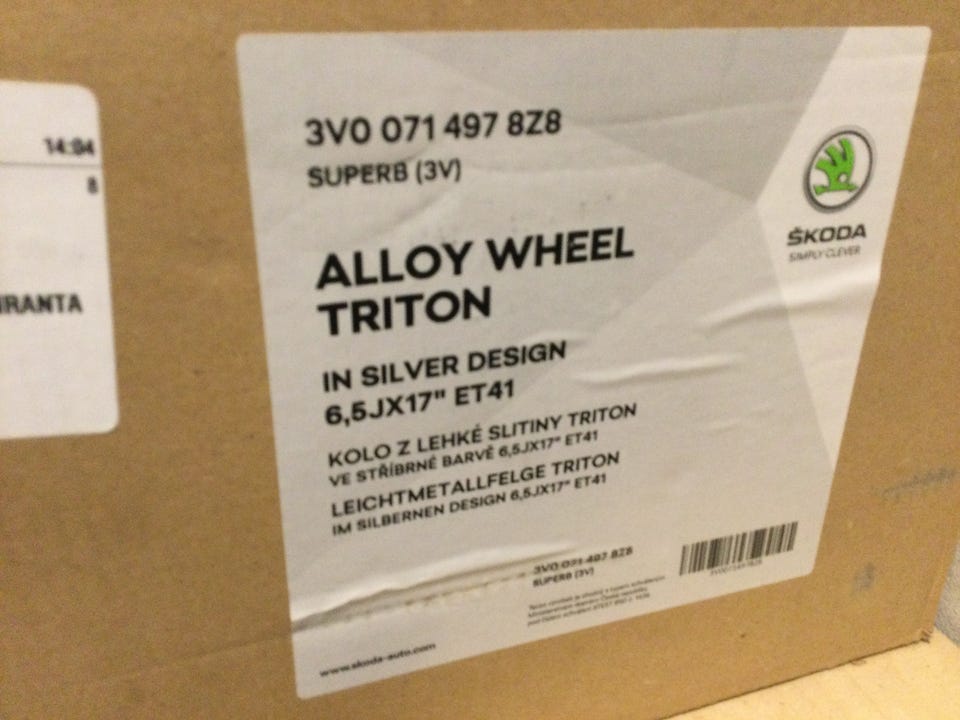 14:04
8
IRANTA
3V0 071 497 8Z8
SUPERB (3V)
ŠKODA
SIMPLY CLEVER
ALLOY WHEEL
TRITON
IN SILVER DESIGN
6,5JX17" ET41
KOLO Z LEHKÉ SLITINY TRITON
VE STŘÍBRNÉ BARVĚ 6,5JX17" ET41
LEICHTMETALLFELGE TRITON
IM SILBERNEN DESIGN 6,5JX17" ET41
3V0 071 497 8Z8
SUPERB (3V)
3V00714978Z8
www.skoda-auto.com